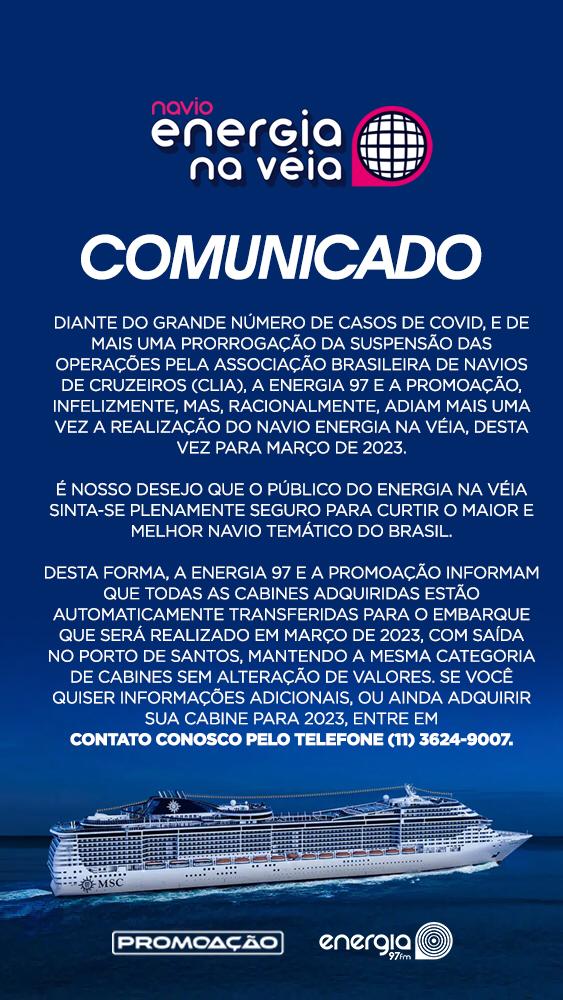 navio
energia
na véia
COMUNICADO
DIANTE DO GRANDE NÚMERO DE CASOS DE COVID, E DE
MAIS UMA PRORROGAÇÃO DA SUSPENSÃO DAS
OPERAÇÕES PELA ASSOCIAÇÃO BRASILEIRA DE NAVIOS
DE CRUZEIROS (CLIA), A ENERGIA 97 E A PROMOAÇÃO,
INFELIZMENTE, MAS, RACIONALMENTE, ADIAM MAIS UMA
VEZ A REALIZAÇÃO DO NAVIO ENERGIA NA VÉIA, DESTA
VEZ PARA MARÇO DE 2023.
É NOSSO DESEJO QUE O PÚBLICO DO ENERGIA NA VÉIA
SINTA-SE PLENAMENTE SEGURO PARA CURTIR O MAIOR E
MELHOR NAVIO TEMÁTICO DO BRASIL.
DESTA FORMA, A ENERGIA 97 E A PROMOAÇÃO INFORMAM
QUE TODAS AS CABINES ADQUIRIDAS ESTÃO
AUTOMATICAMENTE TRANSFERIDAS PARA O EMBARQUE
QUE SERÁ REALIZADO EM MARÇO DE 2023, COM SAÍDA
NO PORTO DE SANTOS, MANTENDO A MESMA CATEGORIA
DE CABINES SEM ALTERAÇÃO DE VALORES. SE VOCÊ
QUISER INFORMAÇÕES ADICIONAIS, OU AINDA ADQUIRIR
SUA CABINE PARA 2023, ENTRE EM
CONTATO CONOSCO PELO TELEFONE (11) 3624-9007.
MSC
PROMOAÇÃO
energia
97fm